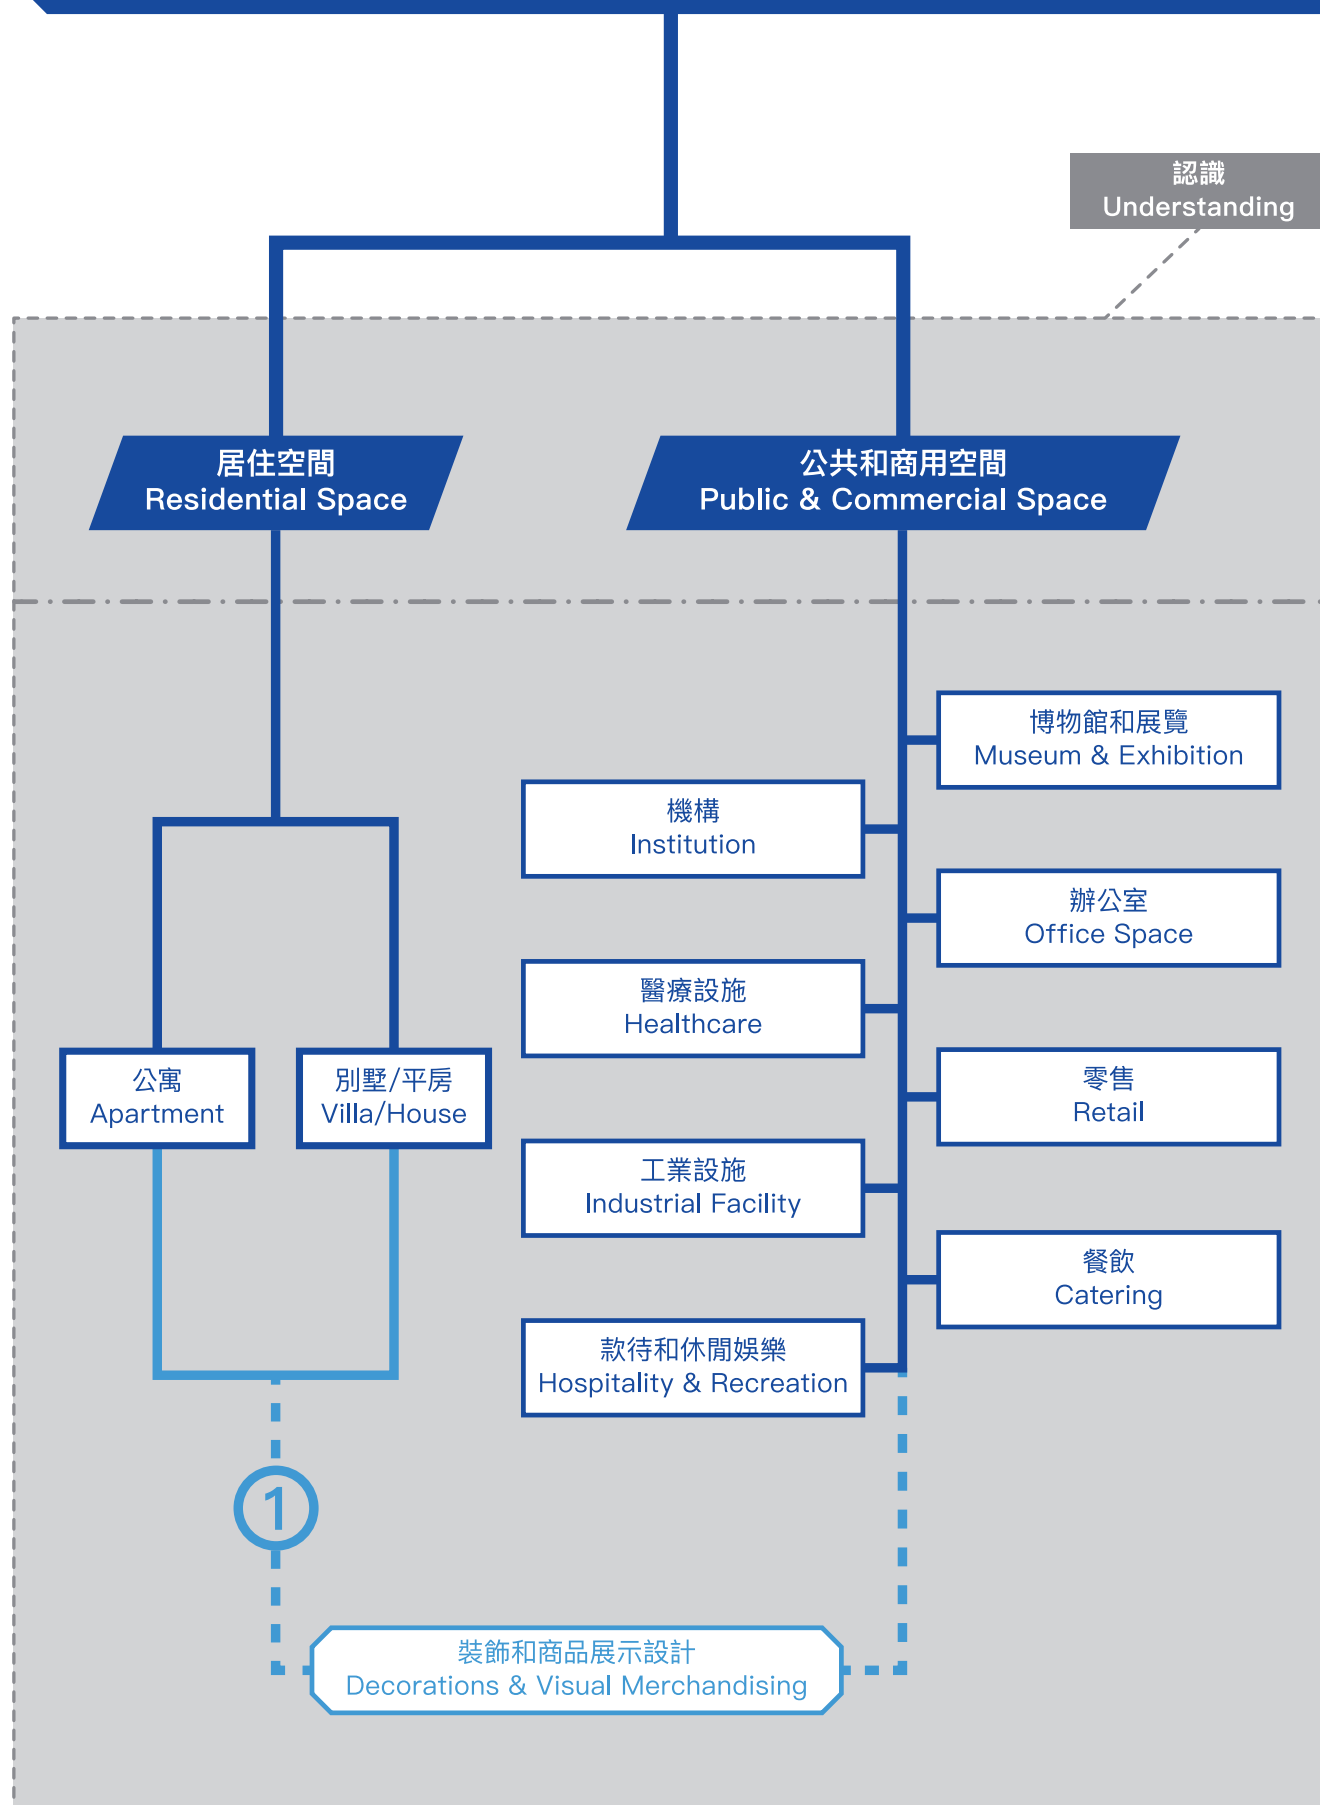 認識
Understanding
居住空間
Residential Space
公共和商用空間
Public & Commercial Space
博物館和展覽
Museum & Exhibition
機構
Institution
辦公室
Office Space
醫療設施
Healthcare
公寓
Apartment
別墅/平房
Villa/House
零售
Retail
工業設施
Industrial Facility
餐飲
Catering
款待和休閒娛樂
Hospitality & Recreation
1
裝飾和商品展示設計
Decorations & Visual Merchandising